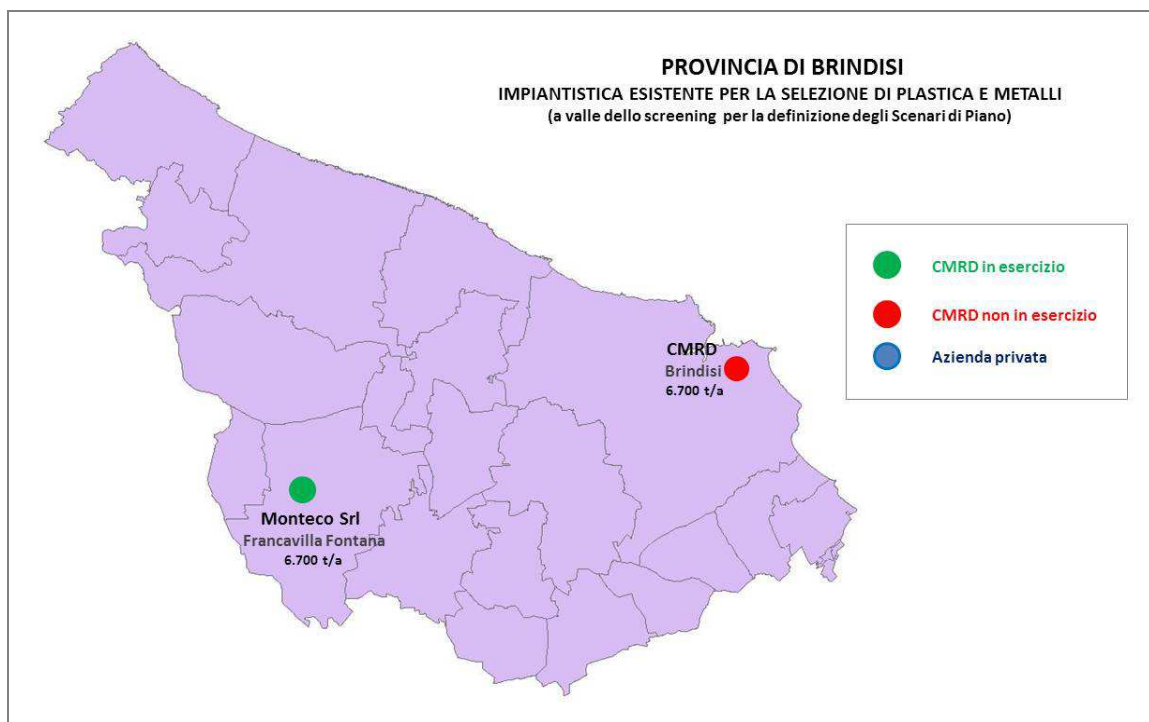 PROVINCIA DI BRINDISI
IMPIANTISTICA ESISTENTE PER LA SELEZIONE DI PLASTICA E METALLI
(a valle dello screening per la definizione degli Scenari di Piano)
CMRD in esercizio
CMRD non in esercizio
Azienda privata
CMRD
Brindisi
6.700 t/a
Monteco Srl
Francavilla Fontana
6.700 t/a